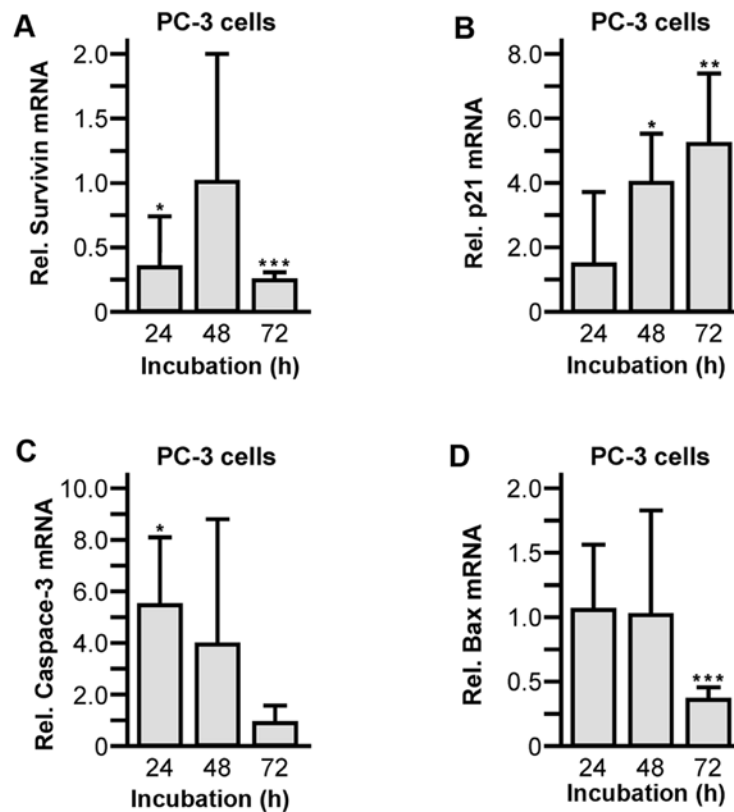 A
PC-3 cells
Rel. Survivin mRNA
2.0
1.5
1.0
0.5
0
*
***
24 48 72
Incubation (h)
B
PC-3 cells
Rel. p21 mRNA
8.0
6.0
4.0
2.0
0
*
**
24 48 72
Incubation (h)
C
PC-3 cells
Rel. Caspace-3 mRNA
10.0
8.0
6.0
4.0
2.0
0
*
24 48 72
Incubation (h)
D
PC-3 cells
Rel. Bax mRNA
2.0
1.5
1.0
0.5
0
***
24 48 72
Incubation (h)